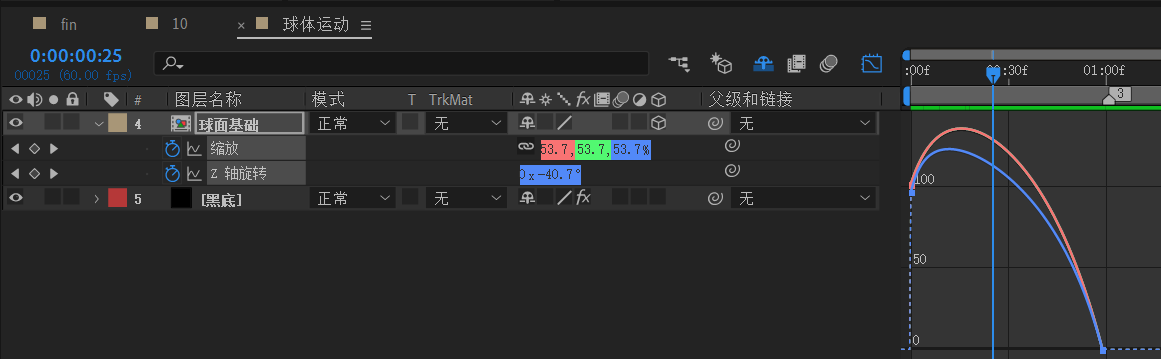 fin 10 × 球体运动
0:00:00:25
00025 (60.00 fps)
:00f 00:30f 01:00f
# 图层名称 模式 T TrkMat fx 父级和链接
3
4 球面基础 正常 无 无
缩放 53.7, 53.7, 53.7%
Z 轴旋转 0x-40.7°
5 [黑底] 正常 无 fx 无
100
50
0